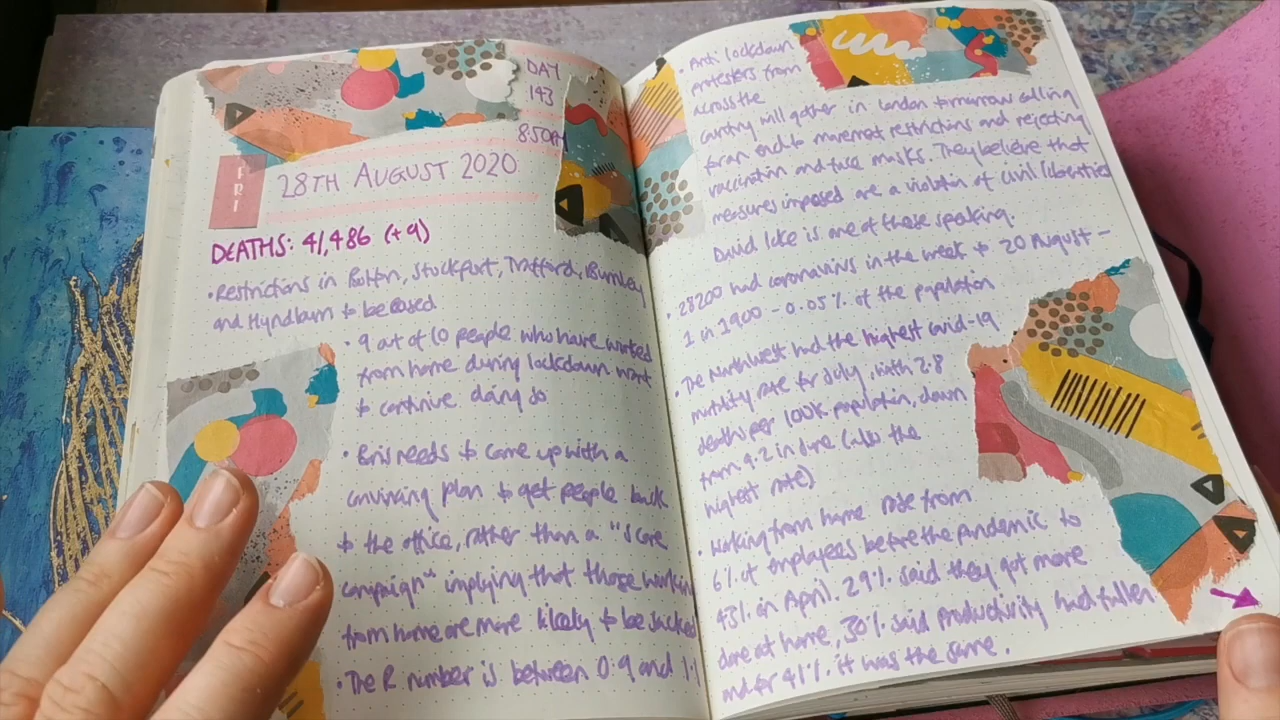 DAY
143
8:50PM
FRI
28TH AUGUST 2020
DEATHS: 41,486 (+9)
• Restrictions in Bolton, Stockport, Trafford, Burnley
and Hyndburn to be eased
• 9 out of 10 people who have worked
from home during lockdown want
to continue doing so
• Boris needs to come up with a
convincing plan to get people back
to the office, rather than a "scare
campaign" implying that those working
from home are more likely to be sacked
• The R number is between 0.9 and 1.1
• Anti lockdown
protesters from
across the
country will gather in London tomorrow calling
for an end to movement restrictions and rejecting
vaccination and face masks. They believe that
measures imposed are a violation of civil liberties
David Icke is one of those speaking.
• 28200 had coronavirus in the week to 20 August –
1 in 1900 – 0.05% of the population
• The Northwest had the highest covid-19
mortality rate for July, with 2.8
deaths per 100k population, down
from 9.2 in June (also the
highest rate)
• Working from home rose from
6% of employees before the pandemic to
43% in April. 29% said they got more
done at home, 30% said productivity had fallen
and for 41% it was the same.